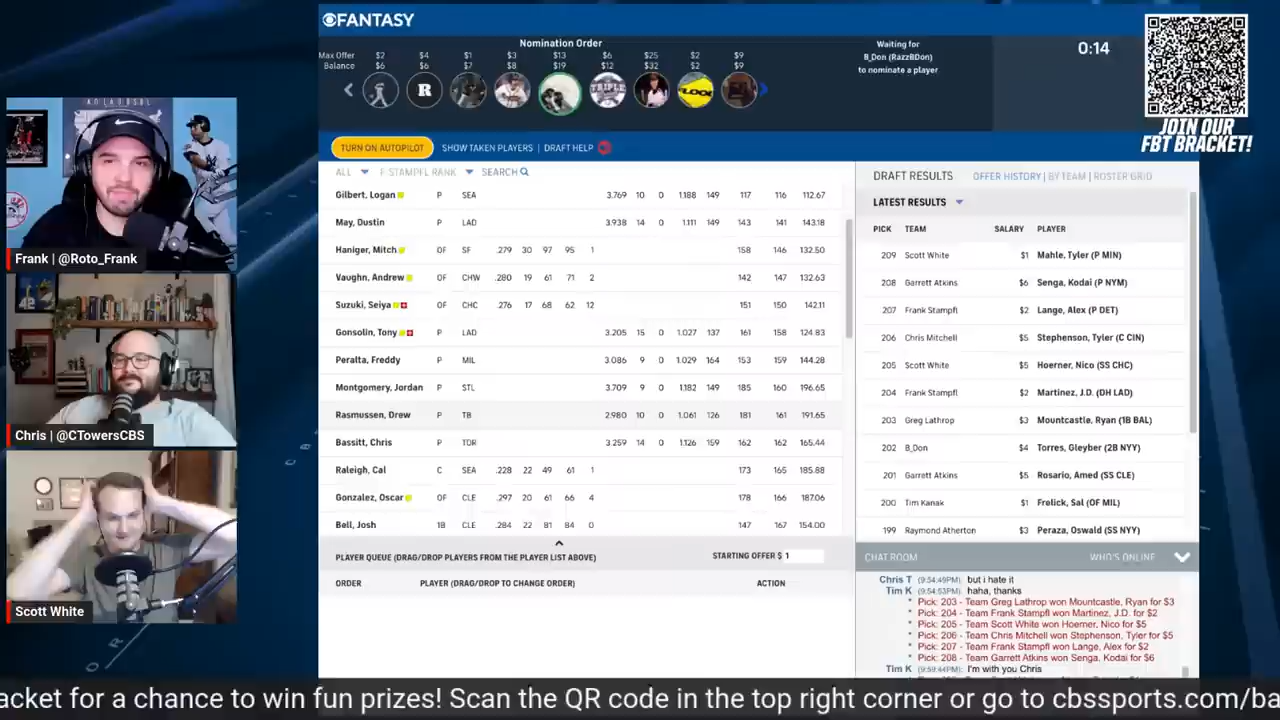 FANTASY
Nomination Order
Max Offer $2 $4 $1 $3 $13 $6 $25 $2 $9
Balance $6 $6 $7 $8 $19 $12 $32 $2 $9
R
TRIPLE
Waiting for
B_Don (RazzBDon)
to nominate a player
0:14
JOIN OUR
FBT BRACKET!
TURN ON AUTOPILOT SHOW TAKEN PLAYERS | DRAFT HELP
ALL F STAMPFL RANK SEARCH
Gilbert, Logan P SEA 3.769 10 0 1.188 149 117 116 112.67
May, Dustin P LAD 3.938 14 0 1.111 149 143 141 143.18
Haniger, Mitch OF SF .279 30 97 95 1 158 146 132.50
Vaughn, Andrew OF CHW .280 19 61 71 2 142 147 132.63
Suzuki, Seiya OF CHC .276 17 68 62 12 151 150 142.11
Gonsolin, Tony P LAD 3.205 15 0 1.027 137 161 158 124.83
Peralta, Freddy P MIL 3.086 9 0 1.029 164 153 159 144.28
Montgomery, Jordan P STL 3.709 9 0 1.182 149 185 160 196.65
Rasmussen, Drew P TB 2.980 10 0 1.061 126 181 161 191.65
Bassitt, Chris P TOR 3.259 14 0 1.126 159 162 162 165.44
Raleigh, Cal C SEA .228 22 49 61 1 173 165 185.88
Gonzalez, Oscar OF CLE .297 20 61 66 4 178 166 187.06
Bell, Josh 1B CLE .284 22 81 84 0 147 167 154.00
PLAYER QUEUE (DRAG/DROP PLAYERS FROM THE PLAYER LIST ABOVE) STARTING OFFER $ 1
ORDER PLAYER (DRAG/DROP TO CHANGE ORDER) ACTION
DRAFT RESULTS OFFER HISTORY | BY TEAM | ROSTER GRID
LATEST RESULTS
PICK TEAM SALARY PLAYER
209 Scott White $1 Mahle, Tyler (P MIN)
208 Garrett Atkins $6 Senga, Kodai (P NYM)
207 Frank Stampfl $2 Lange, Alex (P DET)
206 Chris Mitchell $5 Stephenson, Tyler (C CIN)
205 Scott White $5 Hoerner, Nico (SS CHC)
204 Frank Stampfl $2 Martinez, J.D. (DH LAD)
203 Greg Lathrop $3 Mountcastle, Ryan (1B BAL)
202 B_Don $4 Torres, Gleyber (2B NYY)
201 Garrett Atkins $5 Rosario, Amed (SS CLE)
200 Tim Kanak $1 Frelick, Sal (OF MIL)
199 Raymond Atherton $3 Peraza, Oswald (SS NYY)
CHAT ROOM WHO'S ONLINE
Chris T (9:54:49PM): but i hate it
Tim K (9:54:53PM): haha, thanks
* Pick: 203 - Team Greg Lathrop won Mountcastle, Ryan for $3
* Pick: 204 - Team Frank Stampfl won Martinez, J.D. for $2
* Pick: 205 - Team Scott White won Hoerner, Nico for $5
* Pick: 206 - Team Chris Mitchell won Stephenson, Tyler for $5
* Pick: 207 - Team Frank Stampfl won Lange, Alex for $2
* Pick: 208 - Team Garrett Atkins won Senga, Kodai for $6
Tim K (9:59:44PM): I'm with you Chris
Frank | @Roto_Frank
Chris | @CTowersCBS
Scott White
acket for a chance to win fun prizes! Scan the QR code in the top right corner or go to cbssports.com/ba